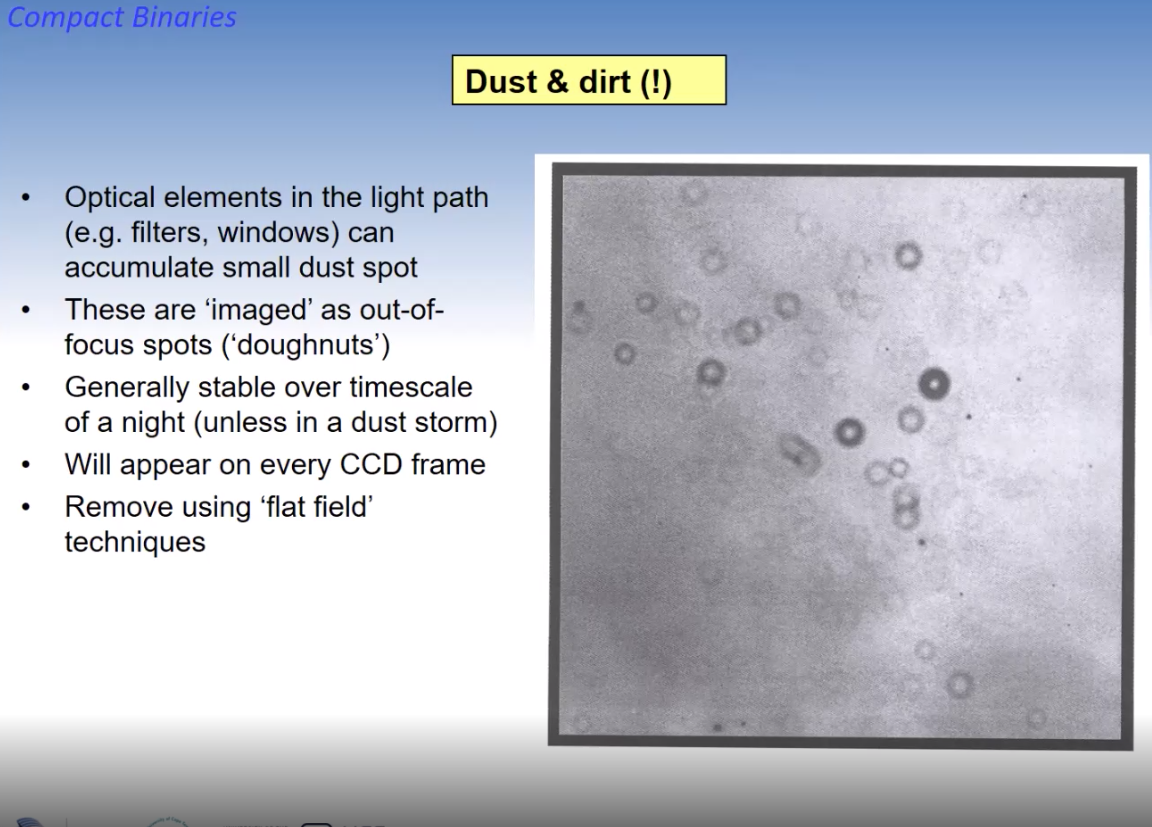 Compact Binaries
Dust & dirt (!)
• Optical elements in the light path
(e.g. filters, windows) can
accumulate small dust spot
• These are ‘imaged’ as out-of-
focus spots (‘doughnuts’)
• Generally stable over timescale
of a night (unless in a dust storm)
• Will appear on every CCD frame
• Remove using ‘flat field’
techniques